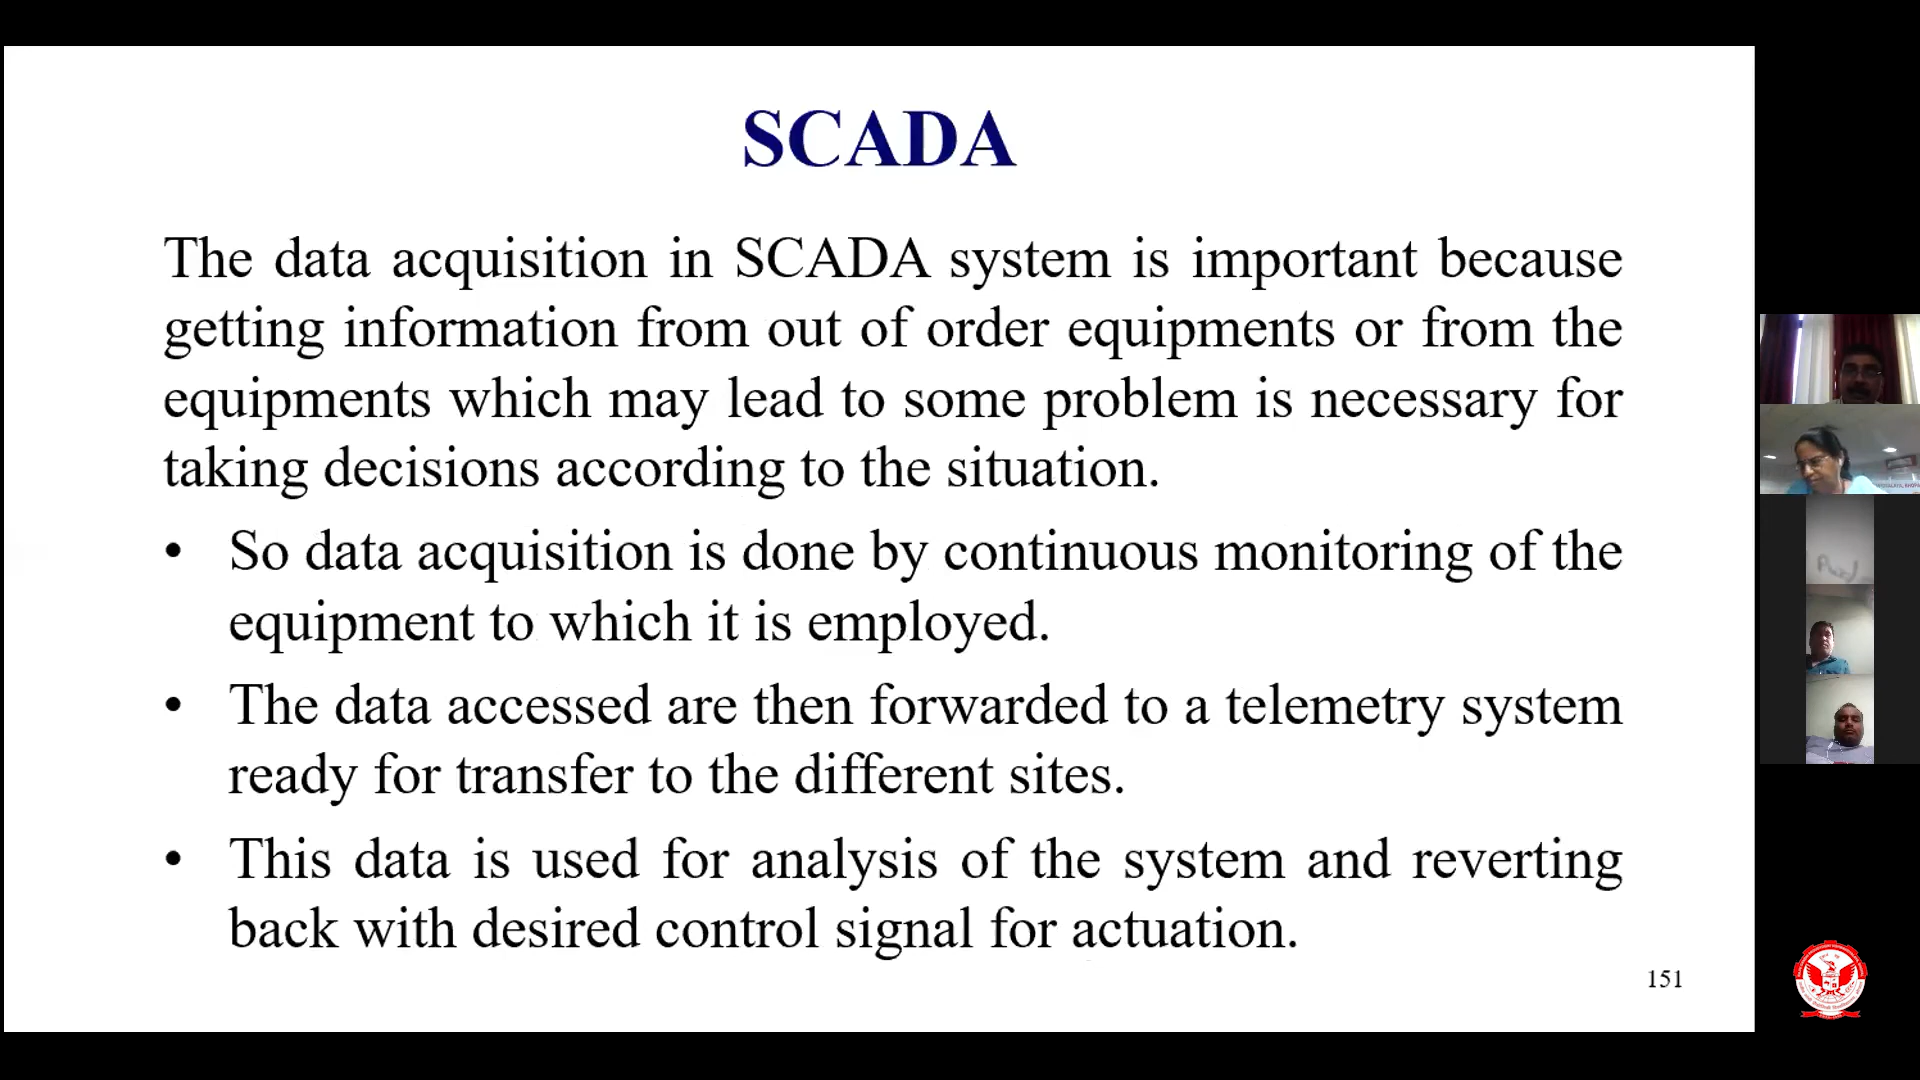 SCADA
The data acquisition in SCADA system is important because
getting information from out of order equipments or from the
equipments which may lead to some problem is necessary for
taking decisions according to the situation.
• So data acquisition is done by continuous monitoring of the
equipment to which it is employed.
• The data accessed are then forwarded to a telemetry system
ready for transfer to the different sites.
• This data is used for analysis of the system and reverting
back with desired control signal for actuation.
151